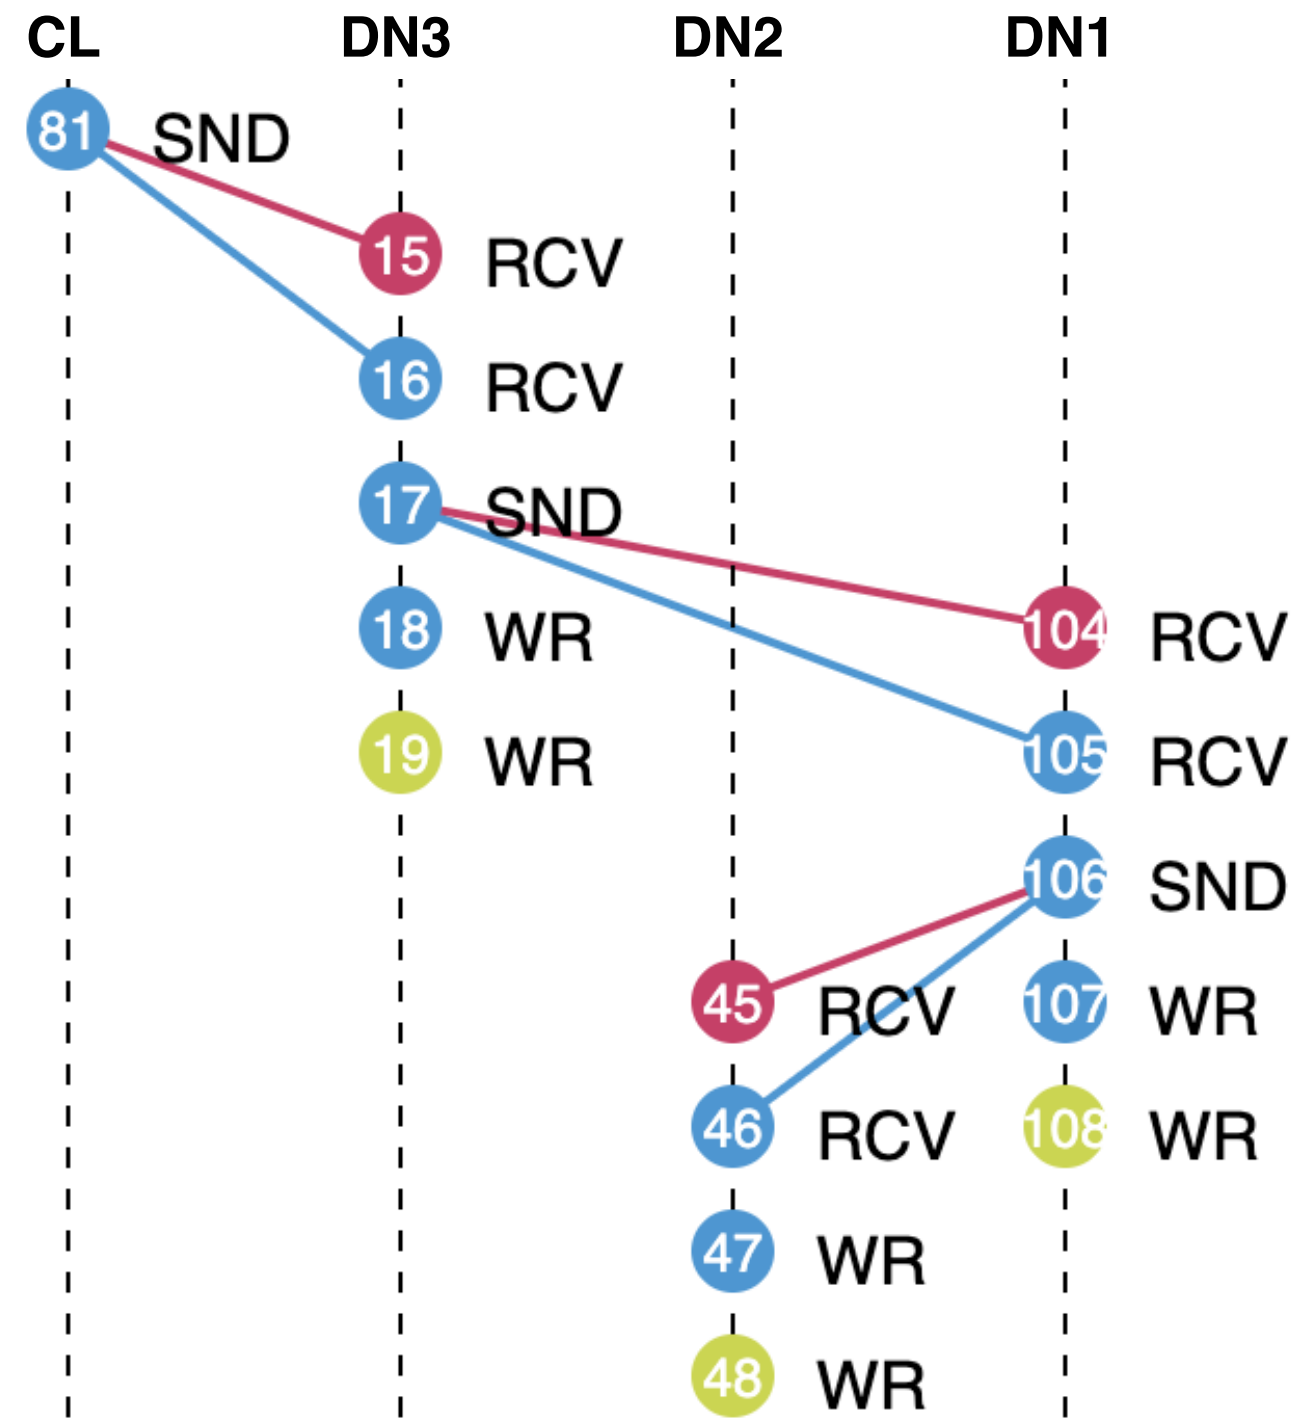 CL DN3 DN2 DN1
81 SND
15 RCV
16 RCV
17 SND
18 WR 104 RCV
19 WR 105 RCV
106 SND
45 RCV 107 WR
46 RCV 108 WR
47 WR
48 WR